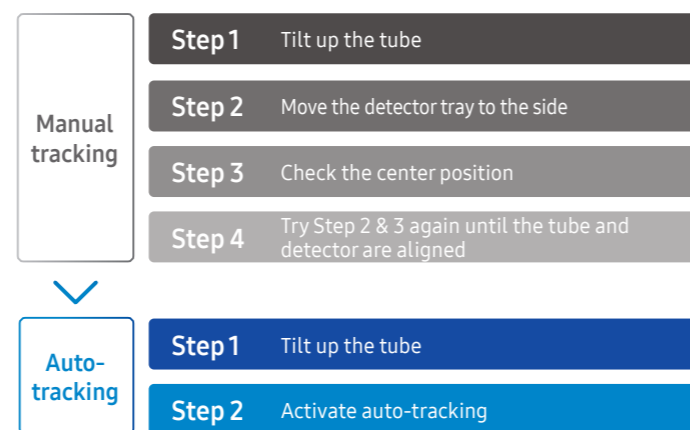 Manual
tracking
Step 1 Tilt up the tube
Step 2 Move the detector tray to the side
Step 3 Check the center position
Step 4 Try Step 2 & 3 again until the tube and
detector are aligned
Auto-
tracking
Step 1 Tilt up the tube
Step 2 Activate auto-tracking